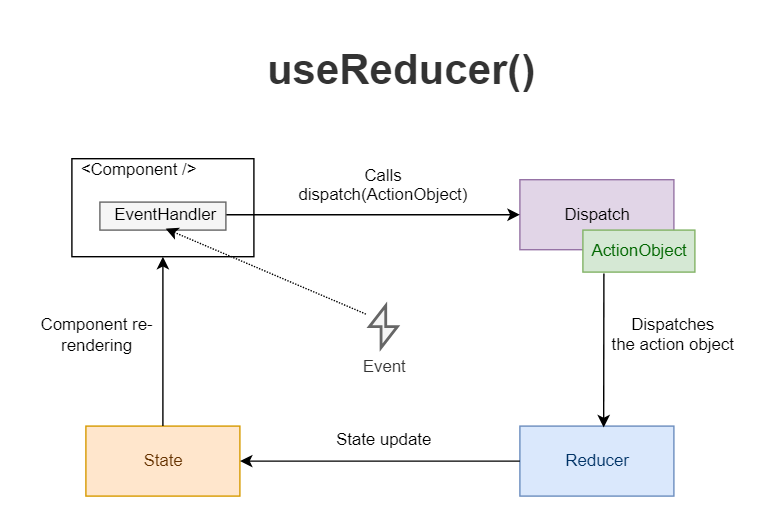 useReducer()
<Component />
EventHandler
Calls
dispatch(ActionObject)
Dispatch
ActionObject
Component re-
rendering
Event
Dispatches
the action object
State update
State
Reducer